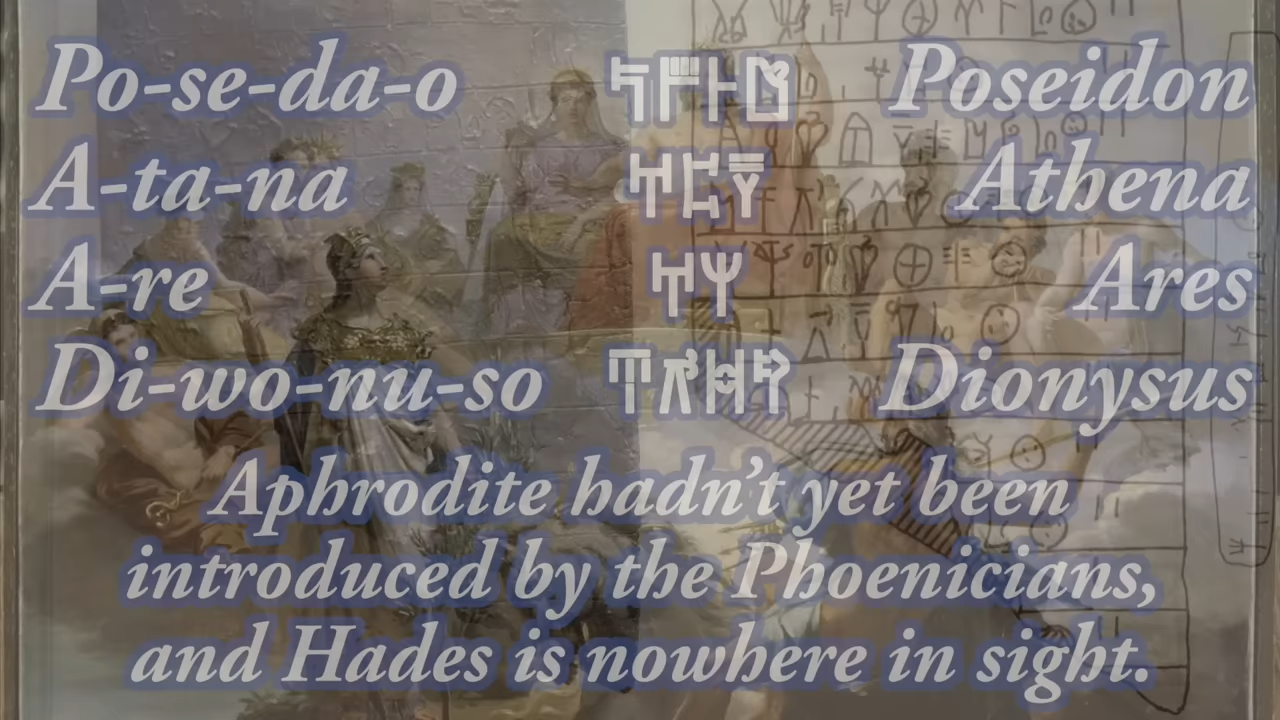 Po-se-da-o 𐀡𐀮𐀅𐀃 Poseidon
A-ta-na 𐀀𐀲𐀙 Athena
A-re 𐀀𐀩 Ares
Di-wo-nu-so 𐀇𐀺𐀝𐀰 Dionysus
Aphrodite hadn't yet been
introduced by the Phoenicians,
and Hades is nowhere in sight.